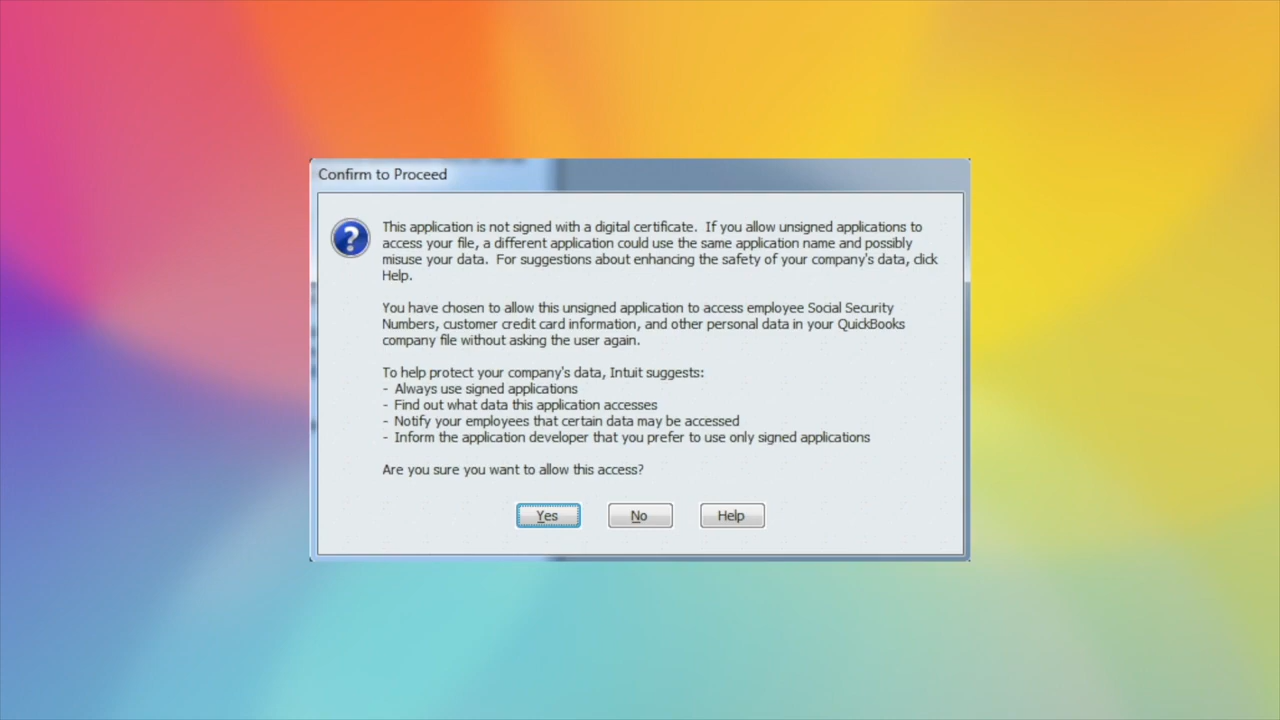 Confirm to Proceed
This application is not signed with a digital certificate. If you allow unsigned applications to
access your file, a different application could use the same application name and possibly
misuse your data. For suggestions about enhancing the safety of your company's data, click
Help.
You have chosen to allow this unsigned application to access employee Social Security
Numbers, customer credit card information, and other personal data in your QuickBooks
company file without asking the user again.
To help protect your company's data, Intuit suggests:
- Always use signed applications
- Find out what data this application accesses
- Notify your employees that certain data may be accessed
- Inform the application developer that you prefer to use only signed applications
Are you sure you want to allow this access?
Yes No Help